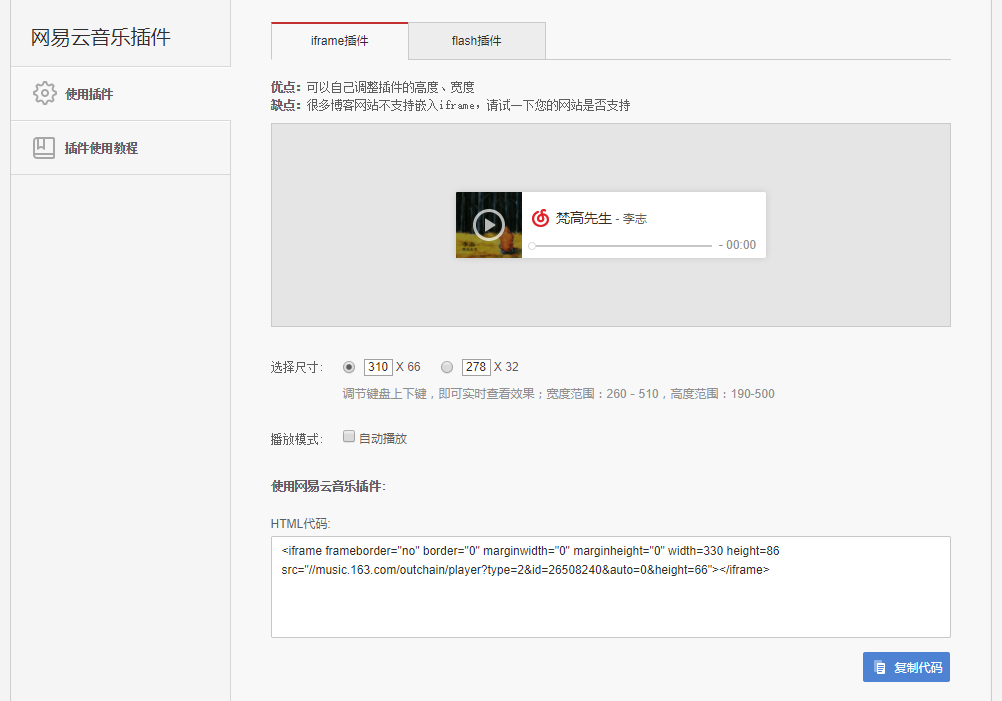 网易云音乐插件
使用插件
插件使用教程
iframe插件
flash插件
优点：可以自己调整插件的高度、宽度
缺点：很多博客网站不支持嵌入iframe，请试一下您的网站是否支持
梵高先生 - 李志
- 00:00
选择尺寸： 310 X 66 278 X 32
调节键盘上下键，即可实时查看效果；宽度范围：260 - 510，高度范围：190-500
播放模式： 自动播放
使用网易云音乐插件：
HTML代码:
<iframe frameborder="no" border="0" marginwidth="0" marginheight="0" width=330 height=86
src="//music.163.com/outchain/player?type=2&id=26508240&auto=0&height=66"></iframe>
复制代码